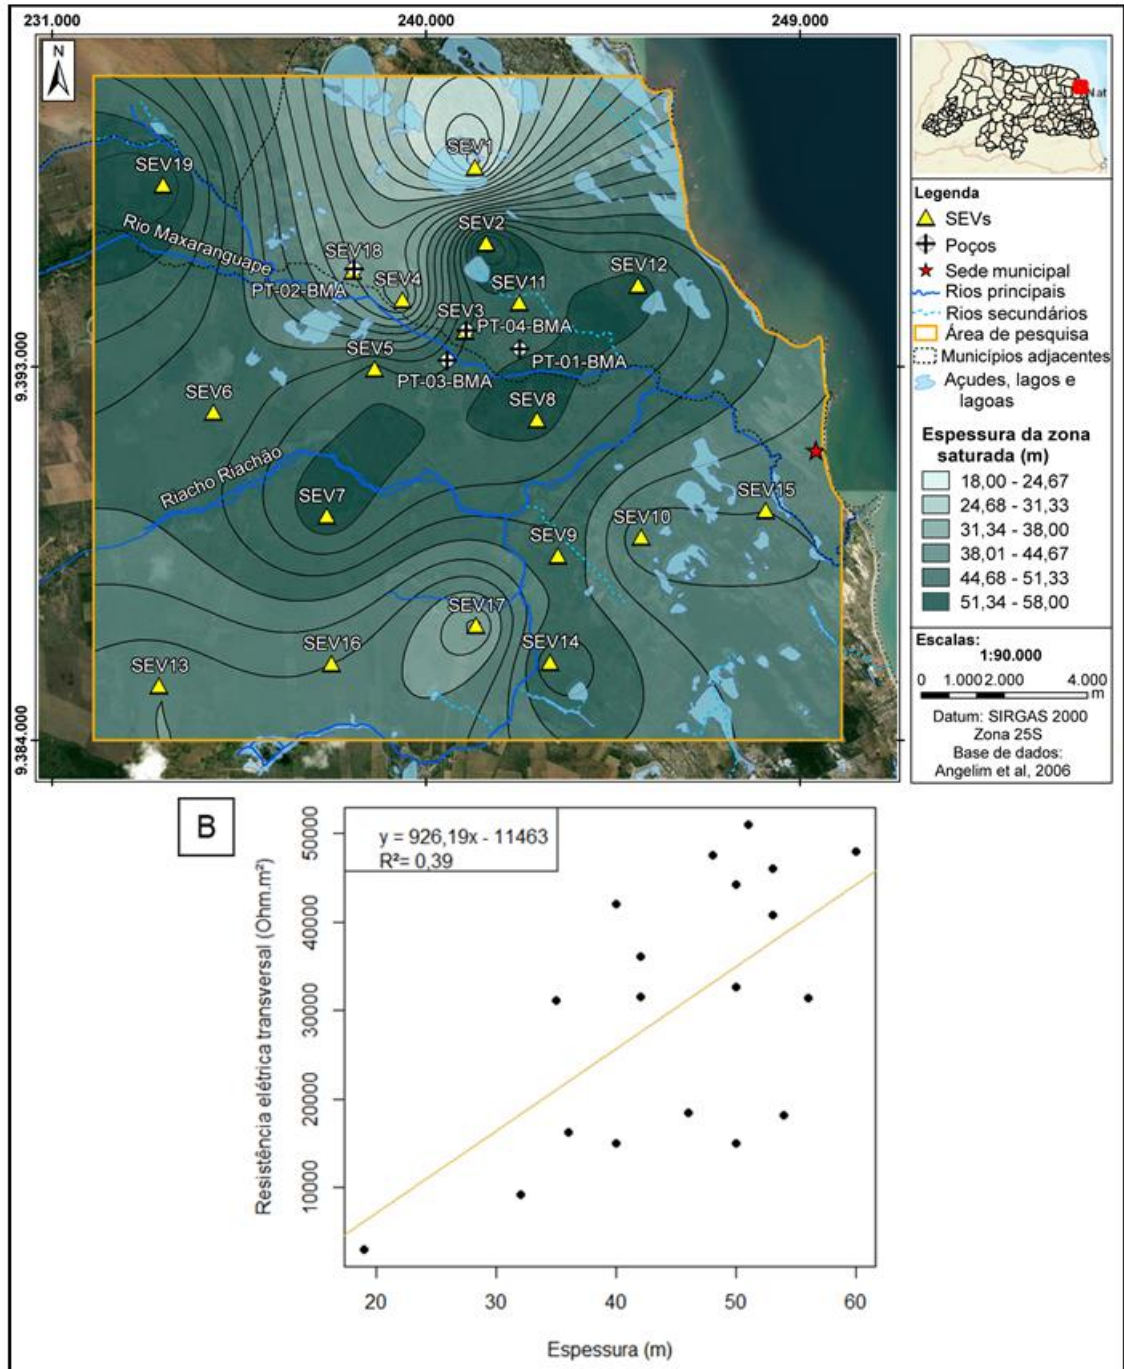 231.000
240.000
249.000
N
SEV1
SEV19
SEV2
Rio Maxaranguape
SEV18
SEV12
PT-02-BMA
SEV4
SEV11
SEV3
PT-04-BMA
9.393.000
SEV5
PT-01-BMA
PT-03-BMA
SEV6
SEV8
Riacho Riachão
SEV7
SEV15
SEV10
SEV9
SEV17
SEV16
SEV14
SEV13
9.384.000
Nat
Legenda
SEVs
Poços
Sede municipal
Rios principais
Rios secundários
Área de pesquisa
Municípios adjacentes
Açudes, lagos e
lagoas
Espessura da zona
saturada (m)
18,00 - 24,67
24,68 - 31,33
31,34 - 38,00
38,01 - 44,67
44,68 - 51,33
51,34 - 58,00
Escalas:
1:90.000
0 1.000 2.000 4.000
m
Datum: SIRGAS 2000
Zona 25S
Base de dados:
Angelim et al, 2006
B
y = 926,19x - 11463
R²= 0,39
Resistência elétrica transversal (Ohm.m²)
50000
40000
30000
20000
10000
20 30 40 50 60
Espessura (m)